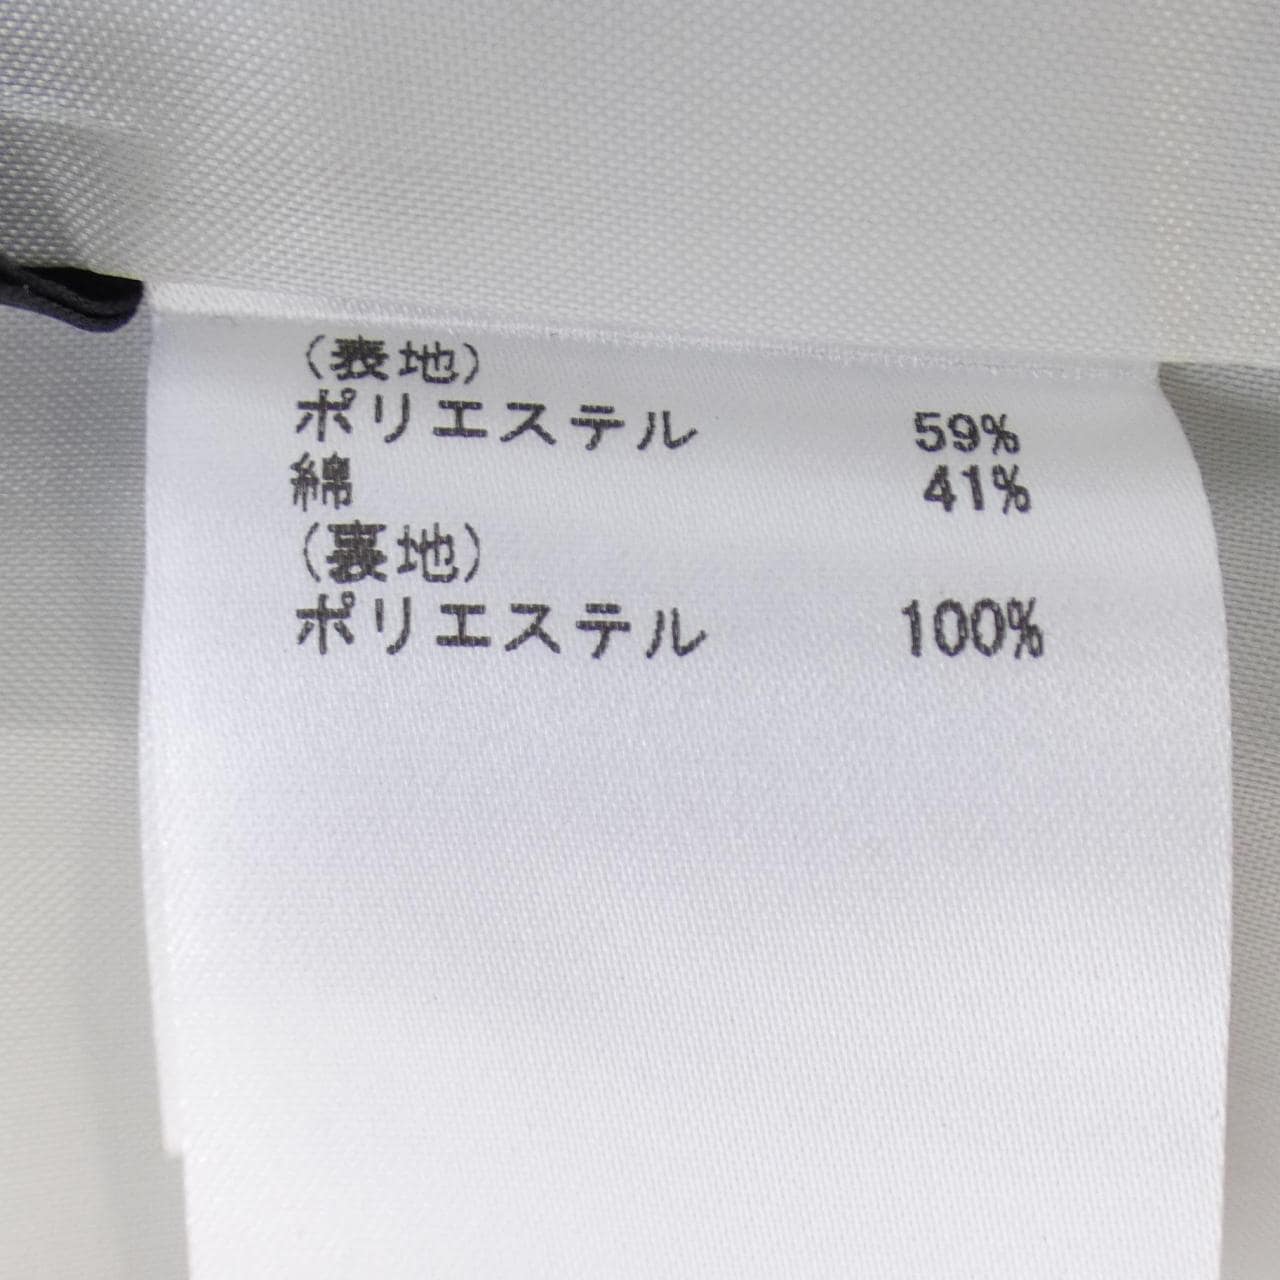 (表地)
ポリエステル 59%
綿 41%
(裏地)
ポリエステル 100%